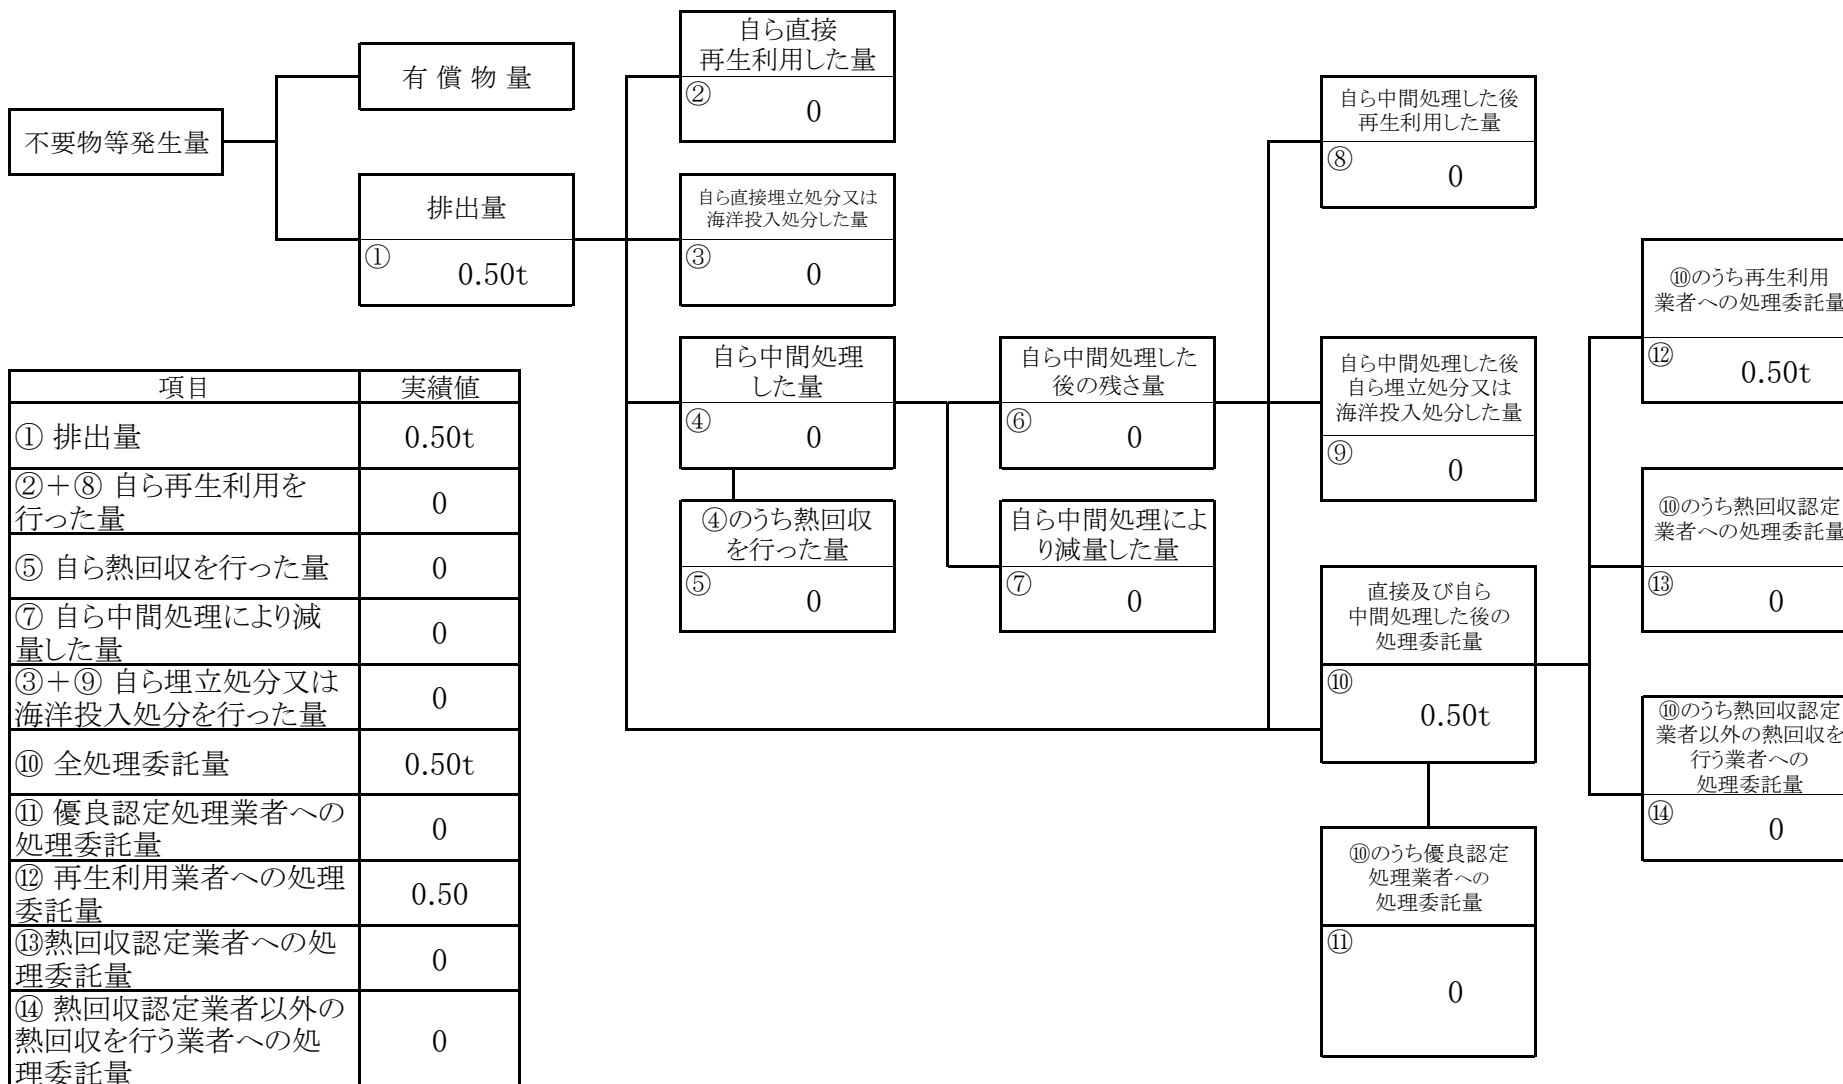 不要物等発生量
有 償 物 量
排出量
①
0.50t
自ら直接
再生利用した量
②
0
自ら直接埋立処分又は
海洋投入処分した量
③
0
自ら中間処理
した量
④
0
④のうち熱回収
を行った量
⑤
0
自ら中間処理した
後の残さ量
⑥
0
自ら中間処理によ
り減量した量
⑦
0
自ら中間処理した後
再生利用した量
⑧
0
自ら中間処理した後
自ら埋立処分又は
海洋投入処分した量
⑨
0
直接及び自ら
中間処理した後の
処理委託量
⑩
0.50t
⑩のうち優良認定
処理業者への
処理委託量
⑪
0
⑩のうち再生利用
業者への処理委託量
⑫
0.50t
⑩のうち熱回収認定
業者への処理委託量
⑬
0
⑩のうち熱回収認定
業者以外の熱回収を
行う業者への
処理委託量
⑭
0
項目 実績値
① 排出量 0.50t
②＋⑧ 自ら再生利用を
行った量
0
⑤ 自ら熱回収を行った量 0
⑦ 自ら中間処理により減
量した量
0
③＋⑨ 自ら埋立処分又は
海洋投入処分を行った量
0
⑩ 全処理委託量 0.50t
⑪ 優良認定処理業者への
処理委託量
0
⑫ 再生利用業者への処理
委託量
0.50
⑬熱回収認定業者への処
理委託量
0
⑭ 熱回収認定業者以外の
熱回収を行う業者への処
理委託量
0